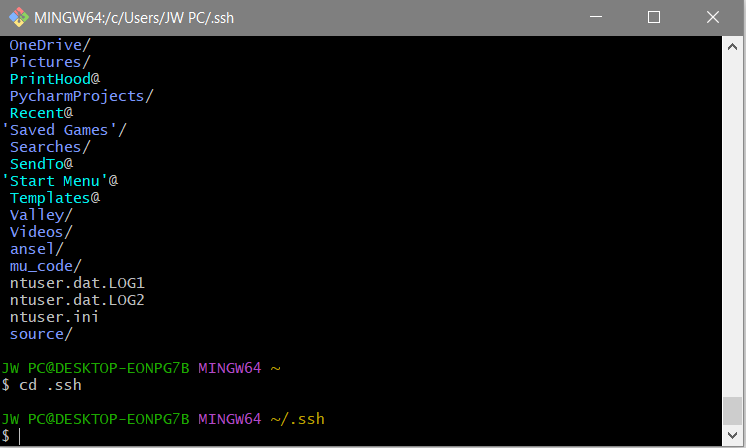 MINGW64:/c/Users/JW PC/.ssh
OneDrive/
Pictures/
PrintHood@
PycharmProjects/
Recent@
'Saved Games'/
Searches/
SendTo@
'Start Menu'@
Templates@
Valley/
Videos/
ansel/
mu_code/
ntuser.dat.LOG1
ntuser.dat.LOG2
ntuser.ini
source/
JW PC@DESKTOP-EONPG7B MINGW64 ~
$ cd .ssh
JW PC@DESKTOP-EONPG7B MINGW64 ~/.ssh
$